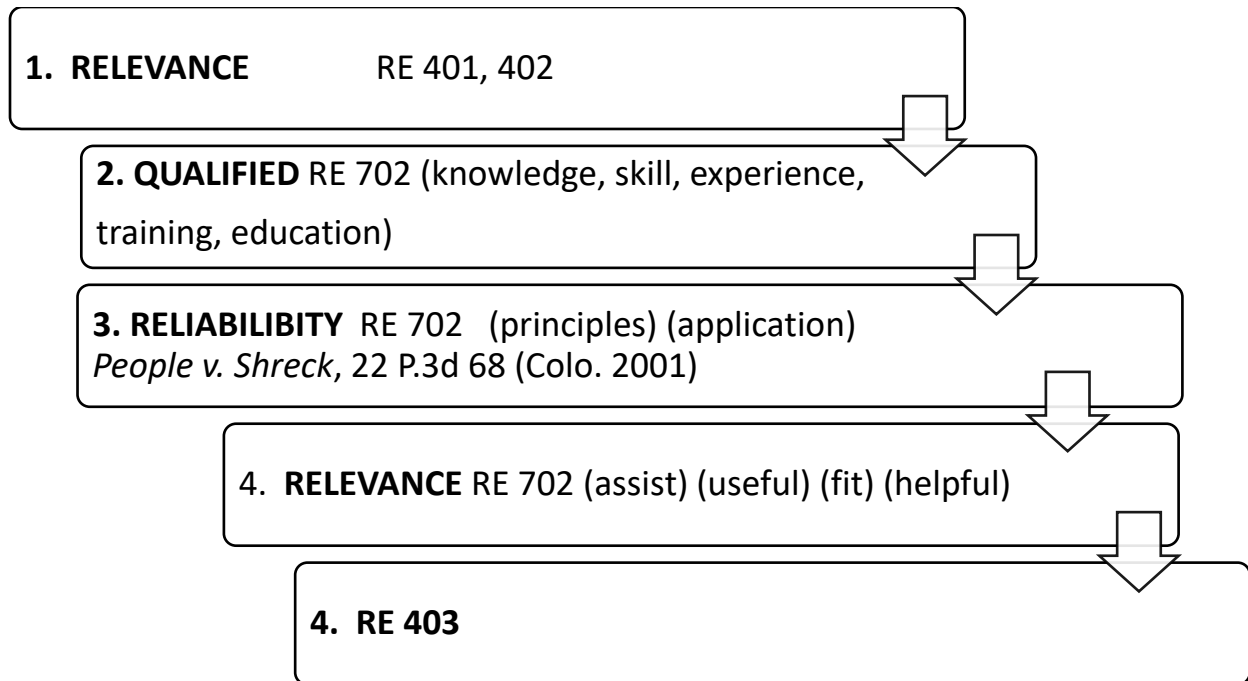 1. RELEVANCE RE 401, 402
2. QUALIFIED RE 702 (knowledge, skill, experience,
training, education)
3. RELIABILIBITY RE 702 (principles) (application)
People v. Shreck, 22 P.3d 68 (Colo. 2001)
4. RELEVANCE RE 702 (assist) (useful) (fit) (helpful)
4. RE 403